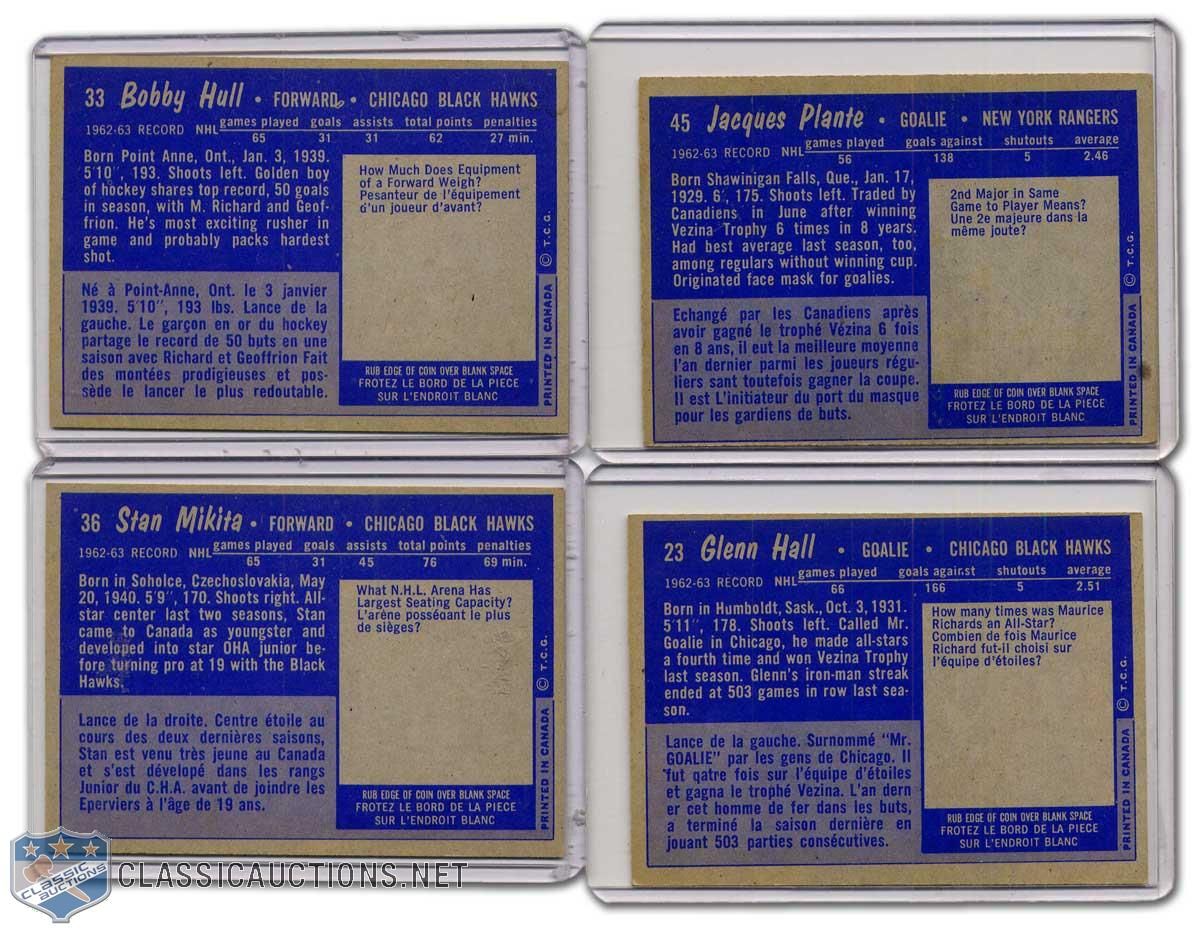 33 Bobby Hull • FORWARD • CHICAGO BLACK HAWKS
1962-63 RECORD NHL games played goals assists total points penalties
65 31 31 62 27 min.
Born Point Anne, Ont., Jan. 3, 1939.
5'10", 193. Shoots left. Golden boy
of hockey shares top record, 50 goals
in season, with M. Richard and Geof-
frion. He's most exciting rusher in
game and probably packs hardest
shot.
Né à Point-Anne, Ont. le 3 janvier
1939. 5'10", 193 lbs. Lance de la
gauche. Le garçon en or du hockey
partage le record de 50 buts en une
saison avec Richard et Geoffrion Fait
des montées prodigieuses et pos-
sède le lancer le plus redoutable.
How Much Does Equipment
of a Forward Weigh?
Pesanteur de l'équipement
d'un joueur d'avant?
RUB EDGE OF COIN OVER BLANK SPACE
FROTEZ LE BORD DE LA PIECE
SUR L'ENDROIT BLANC
PRINTED IN CANADA © T.C.G.
45 Jacques Plante • GOALIE • NEW YORK RANGERS
1962-63 RECORD NHL games played goals against shutouts average
56 138 5 2.46
Born Shawinigan Falls, Que., Jan. 17,
1929. 6', 175. Shoots left. Traded by
Canadiens in June after winning
Vezina Trophy 6 times in 8 years.
Had best average last season, too,
among regulars without winning cup.
Originated face mask for goalies.
Echangé par les Canadiens après
avoir gagné le trophé Vézina 6 fois
en 8 ans, il eut la meilleure moyenne
l'an dernier parmi les joueurs régu-
liers sant toutefois gagner la coupe.
Il est L'initiateur du port du masque
pour les gardiens de buts.
2nd Major in Same
Game to Player Means?
Une 2e majeure dans la
même joute?
RUB EDGE OF COIN OVER BLANK SPACE
FROTEZ LE BORD DE LA PIECE
SUR L'ENDROIT BLANC
PRINTED IN CANADA © T.C.G.
36 Stan Mikita • FORWARD • CHICAGO BLACK HAWKS
1962-63 RECORD NHL games played goals assists total points penalties
65 31 45 76 69 min.
Born in Soholce, Czechoslovakia, May
20, 1940. 5'9", 170. Shoots right. All-
star center last two seasons, Stan
came to Canada as youngster and
developed into star OHA junior be-
fore turning pro at 19 with the Black
Hawks.
Lance de la droite. Centre étoile au
cours des deux dernières saisons,
Stan est venu très jeune au Canada
et s'est dévelopé dans les rangs
Junior du C.H.A. avant de joindre les
Eperviers à l'âge de 19 ans.
What N.H.L. Arena Has
Largest Seating Capacity?
L'arène possédant le plus
de sièges?
RUB EDGE OF COIN OVER BLANK SPACE
FROTEZ LE BORD DE LA PIECE
SUR L'ENDROIT BLANC
PRINTED IN CANADA © T.C.G.
23 Glenn Hall • GOALIE • CHICAGO BLACK HAWKS
1962-63 RECORD NHL games played goals against shutouts average
66 166 5 2.51
Born in Humboldt, Sask., Oct. 3, 1931.
5'11", 178. Shoots left. Called Mr.
Goalie in Chicago, he made all-stars
a fourth time and won Vezina Trophy
last season. Glenn's iron-man streak
ended at 503 games in row last sea-
son.
Lance de la gauche. Surnommé "Mr.
GOALIE" par les gens de Chicago. Il
fut qatre fois sur l'équipe d'étoiles
et gagna le trophé Vezina. L'an dern
er cet homme de fer dans les buts,
a terminé la saison dernière en
jouant 503 parties consécutives.
How many times was Maurice
Richards an All-Star?
Combien de fois Maurice
Richard fut-il choisi sur
l'équipe d'étoiles?
RUB EDGE OF COIN OVER BLANK SPACE
FROTEZ LE BORD DE LA PIECE
SUR L'ENDROIT BLANC
PRINTED IN CANADA © T.C.G.
CLASSIC
AUCTIONS
CLASSICAUCTIONS.NET